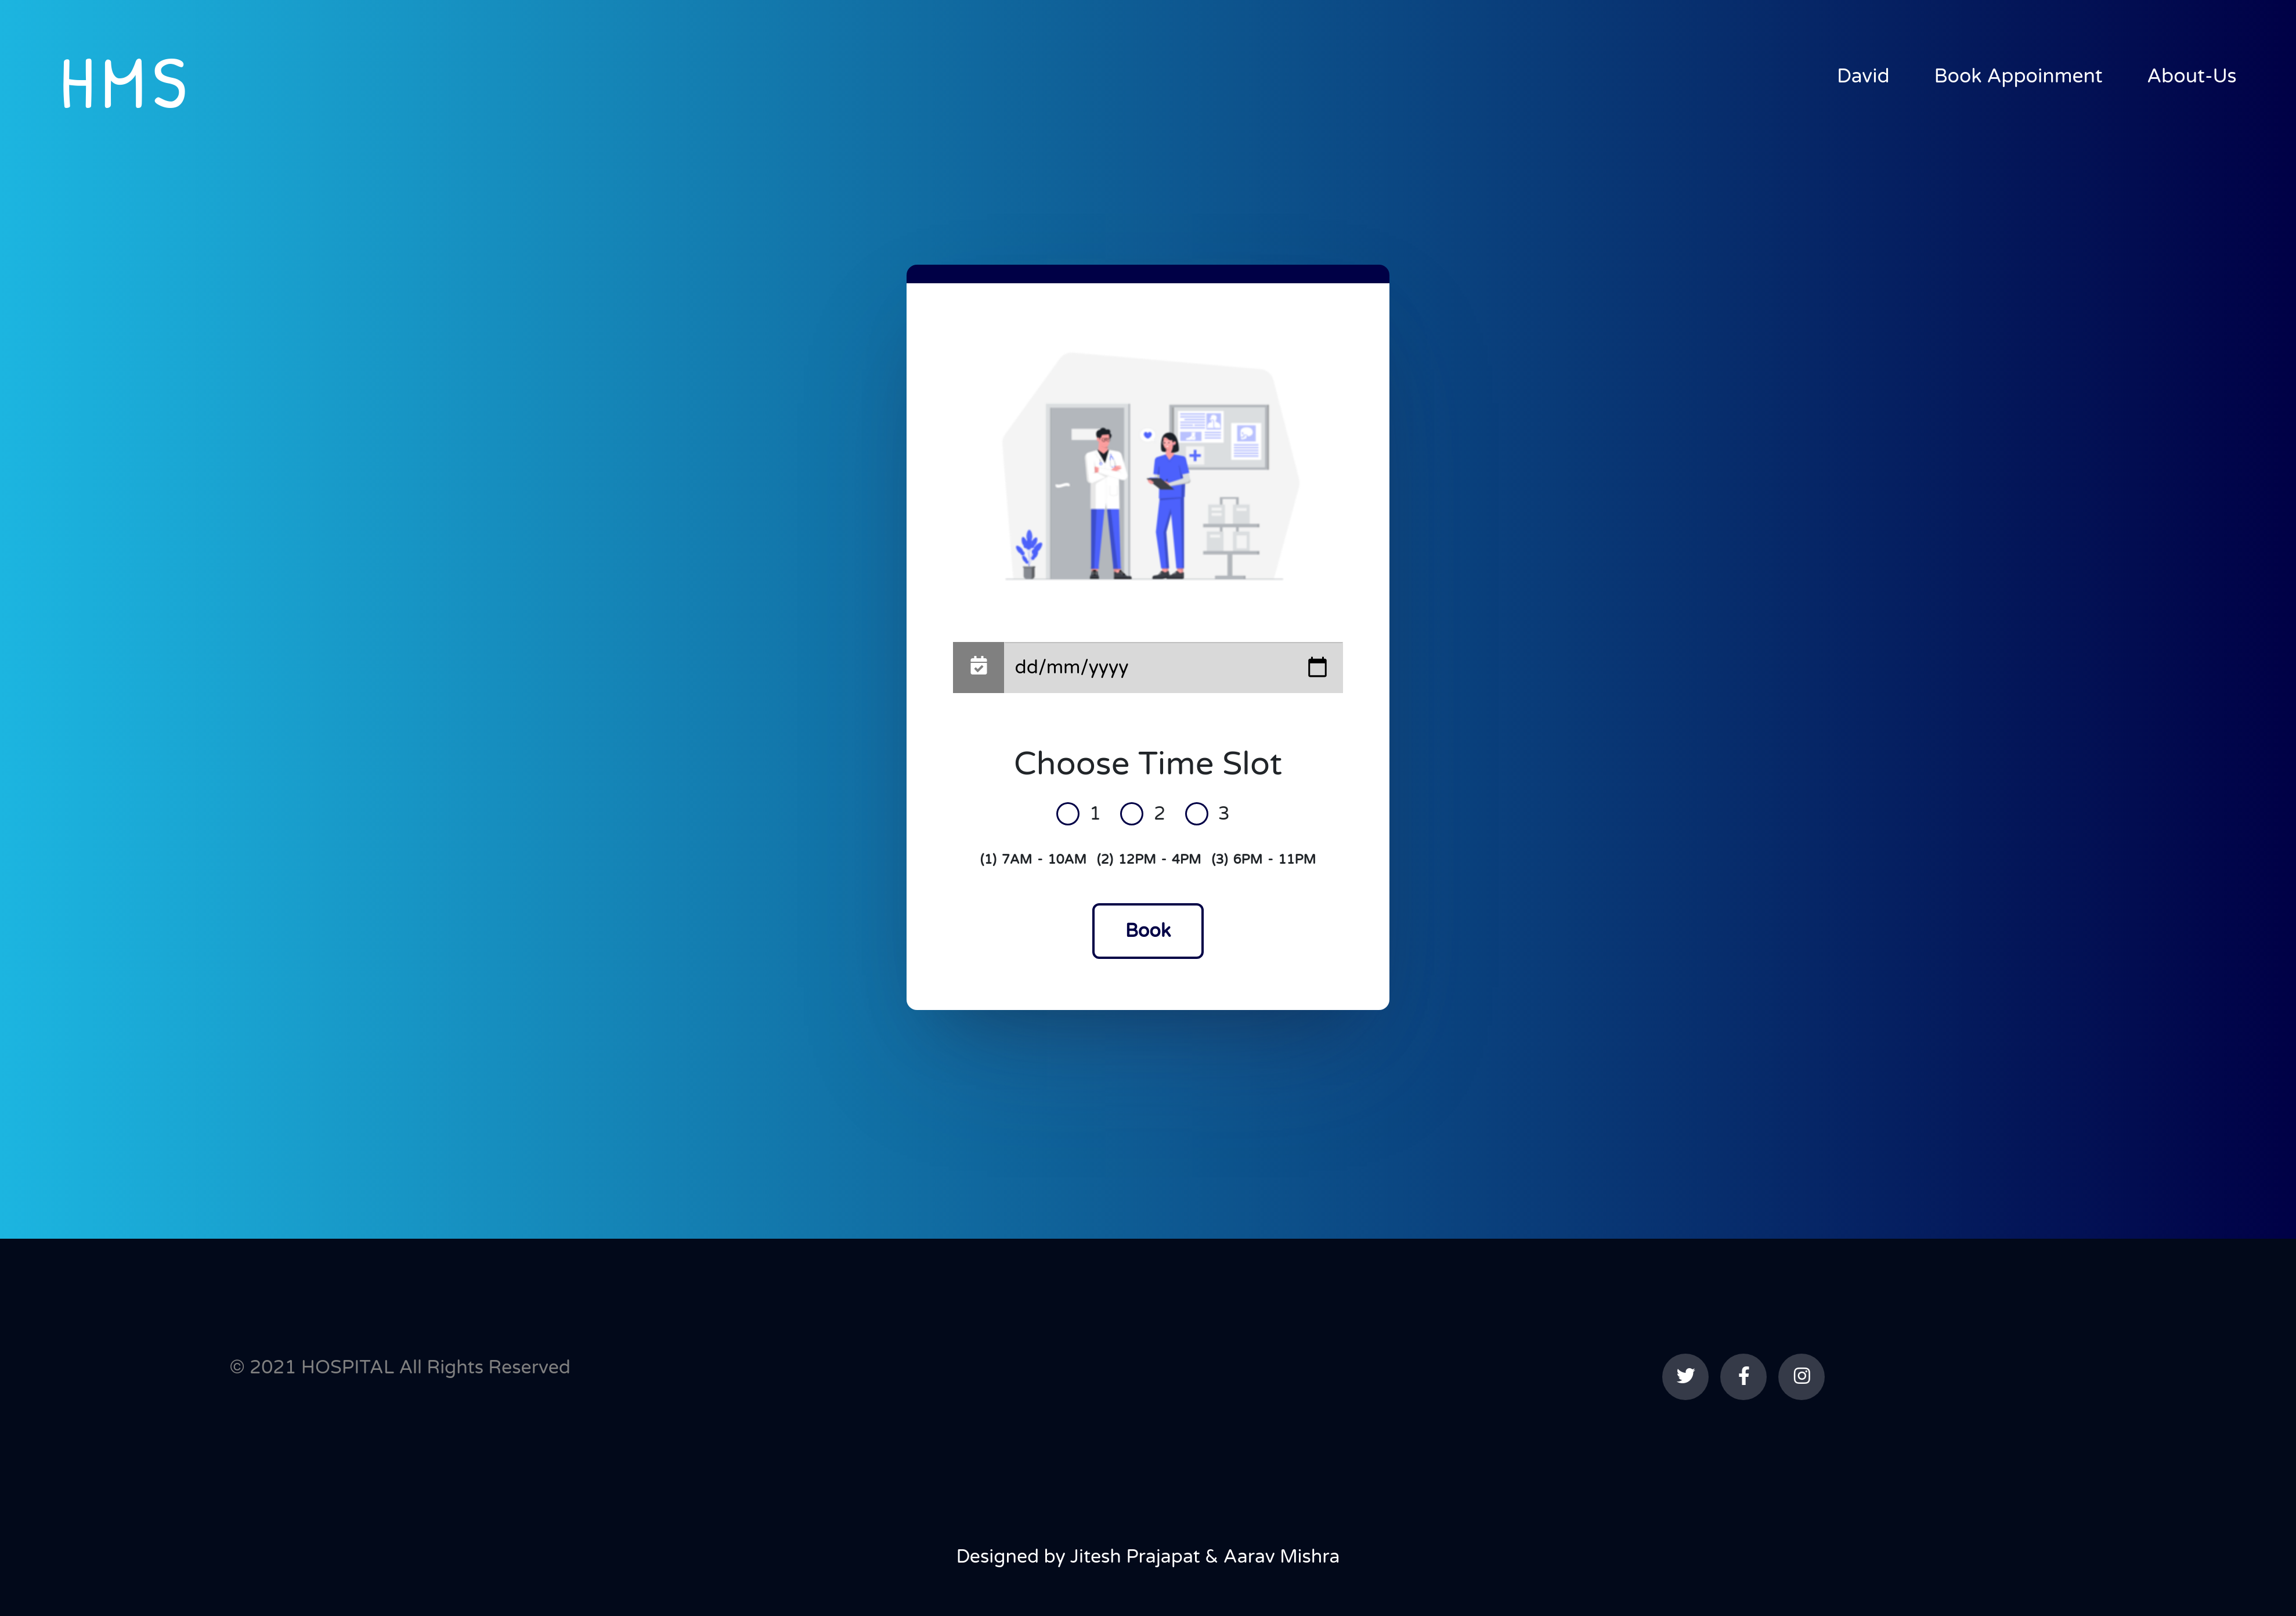 HMS
David Book Appoinment About-Us
dd/mm/yyyy
Choose Time Slot
1 2 3
(1) 7AM - 10AM (2) 12PM - 4PM (3) 6PM - 11PM
Book
© 2021 HOSPITAL All Rights Reserved
Designed by Jitesh Prajapat & Aarav Mishra